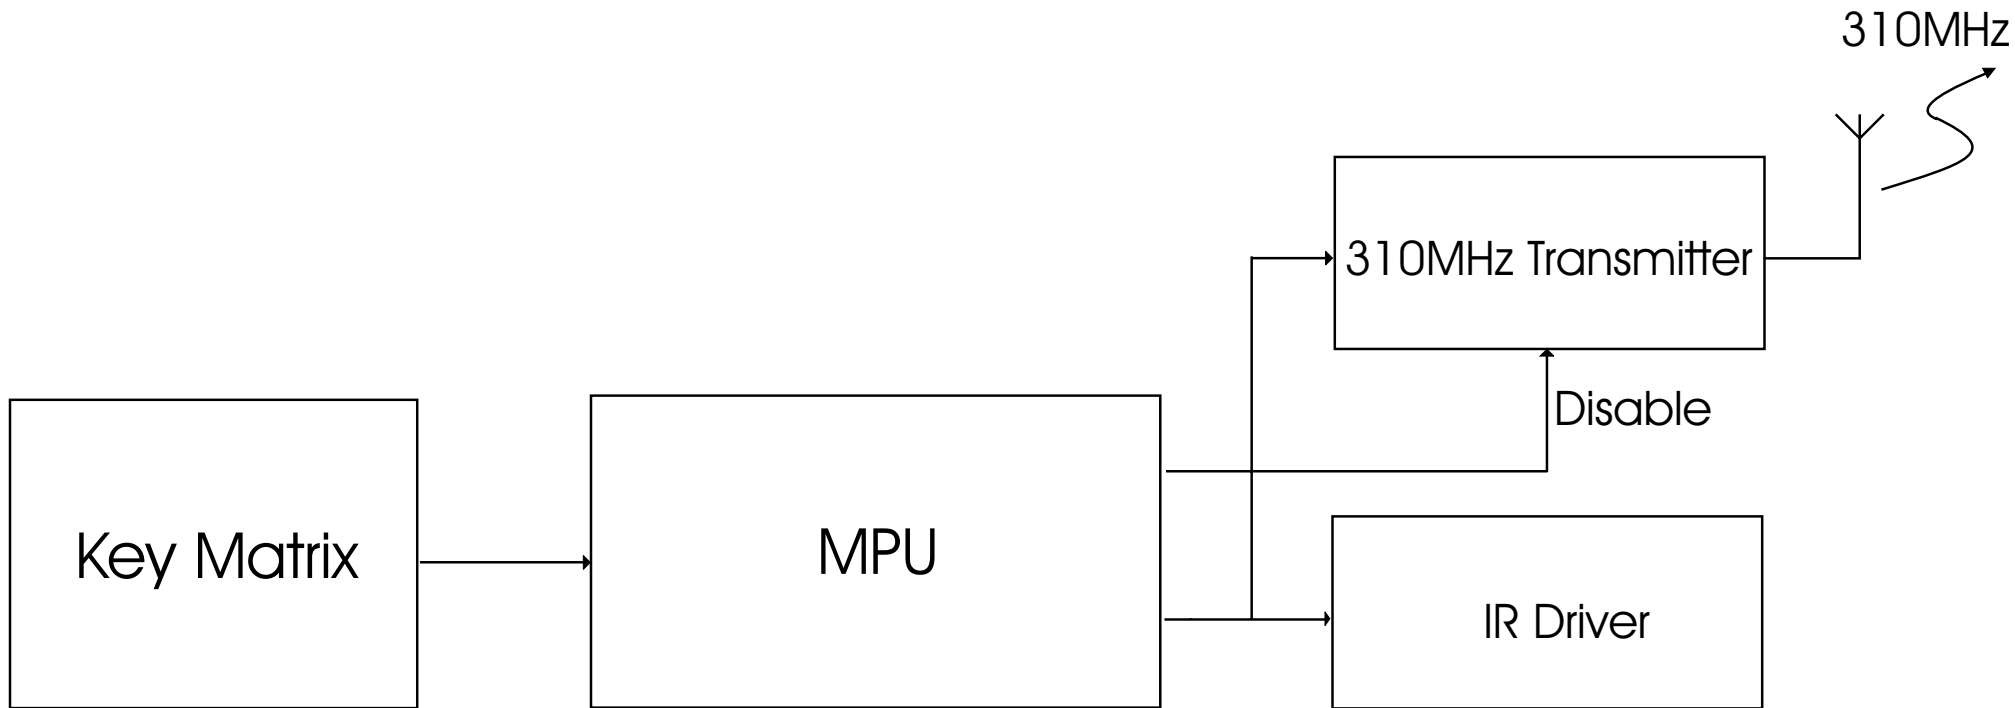 310MHz
310MHz Transmitter
Disable
Key Matrix
MPU
IR Driver